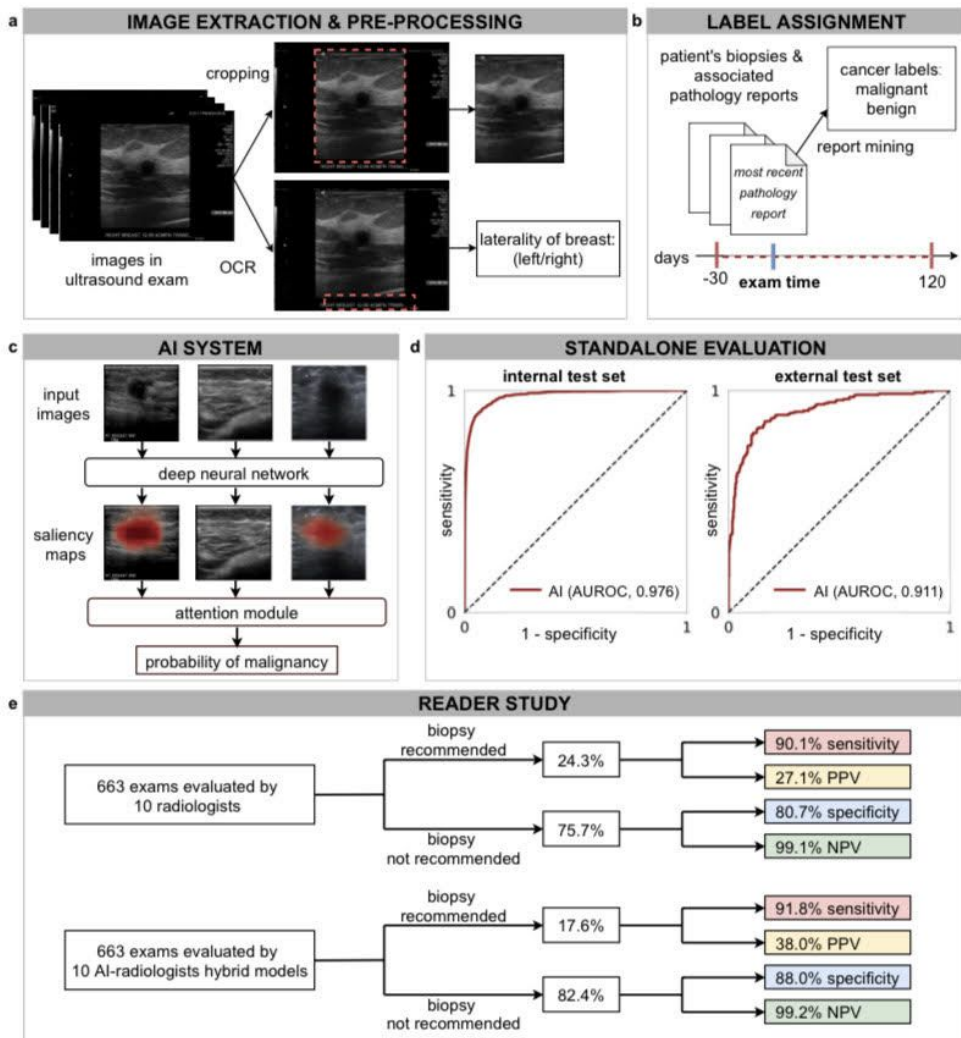 a IMAGE EXTRACTION & PRE-PROCESSING
cropping
images in
ultrasound exam
OCR
laterality of breast:
(left/right)
b LABEL ASSIGNMENT
patient's biopsies &
associated
pathology reports
cancer labels:
malignant
benign
report mining
most recent
pathology
report
days
-30
exam time
120
c AI SYSTEM
input
images
deep neural network
saliency
maps
attention module
probability of malignancy
d STANDALONE EVALUATION
internal test set
1
sensitivity
AI (AUROC, 0.976)
0
0
1 - specificity
1
external test set
1
sensitivity
AI (AUROC, 0.911)
0
0
1 - specificity
1
e READER STUDY
663 exams evaluated by
10 radiologists
biopsy
recommended
24.3%
90.1% sensitivity
27.1% PPV
biopsy
not recommended
75.7%
80.7% specificity
99.1% NPV
663 exams evaluated by
10 AI-radiologists hybrid models
biopsy
recommended
17.6%
91.8% sensitivity
38.0% PPV
biopsy
not recommended
82.4%
88.0% specificity
99.2% NPV